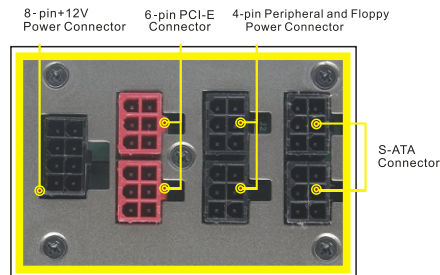 8-pin+12V
Power Connector
6-pin PCI-E
Connector
4-pin Peripheral and Floppy
Power Connector
S-ATA
Connector